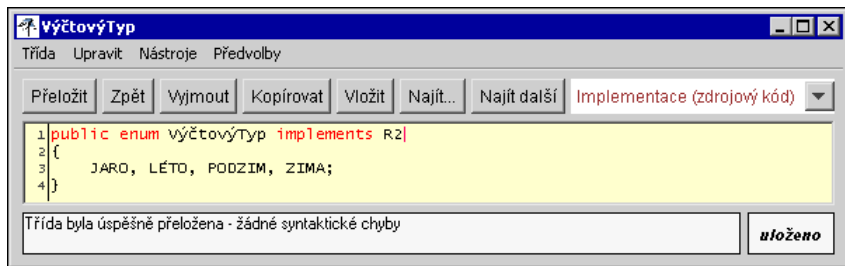 VýčtovýTyp
Třída Upravit Nástroje Předvolby
Přeložit Zpět Vyjmout Kopírovat Vložit Najít... Najít další Implementace (zdrojový kód)
1 public enum VýčtovýTyp implements R2
2 {
3 JARO, LÉTO, PODZIM, ZIMA;
4 }
Třída byla úspěšně přeložena - žádné syntaktické chyby
uloženo